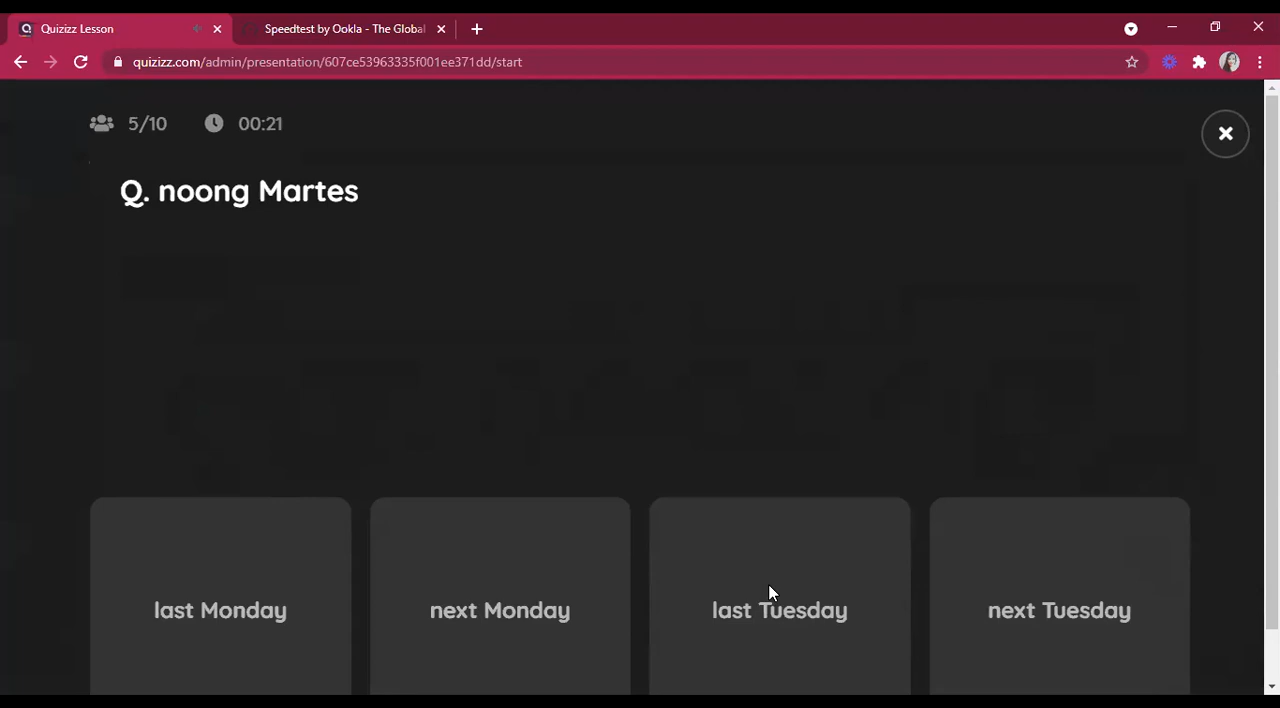 Quizizz Lesson
Speedtest by Ookla - The Global
quizizz.com/admin/presentation/607ce53963335f001ee371dd/start
5/10 00:21
Q. noong Martes
last Monday
next Monday
last Tuesday
next Tuesday